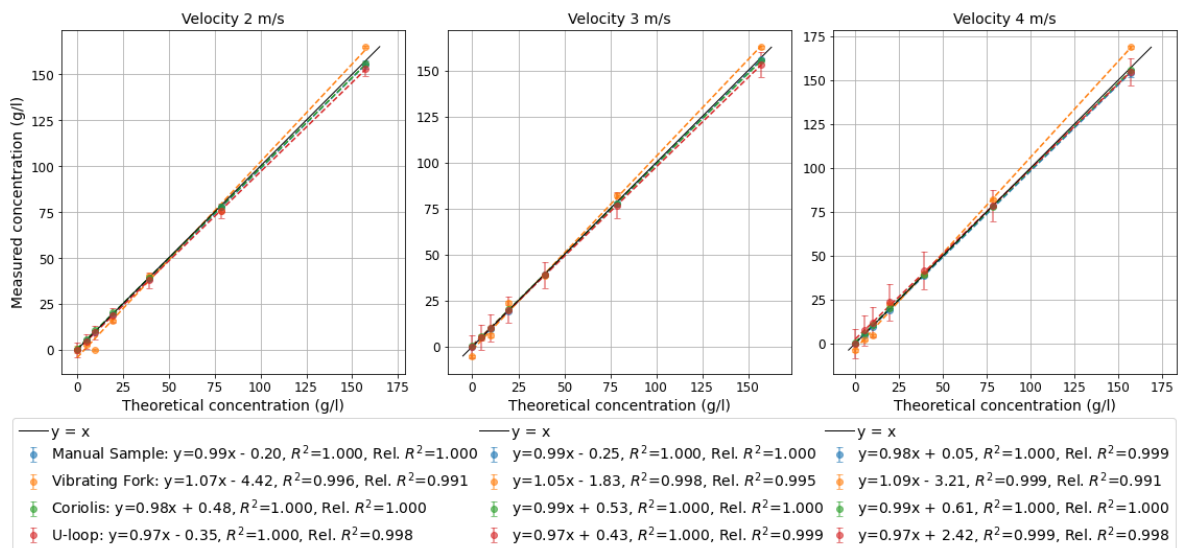 Velocity 2 m/s
Velocity 3 m/s
Velocity 4 m/s
Measured concentration (g/l)
150
125
100
75
50
25
0
150
125
100
75
50
25
0
175
150
125
100
75
50
25
0
0 25 50 75 100 125 150 175
0 25 50 75 100 125 150
0 25 50 75 100 125 150 175
Theoretical concentration (g/l)
Theoretical concentration (g/l)
Theoretical concentration (g/l)
y = x
Manual Sample: y=0.99x - 0.20, R²=1.000, Rel. R²=1.000
Vibrating Fork: y=1.07x - 4.42, R²=0.996, Rel. R²=0.991
Coriolis: y=0.98x + 0.48, R²=1.000, Rel. R²=1.000
U-loop: y=0.97x - 0.35, R²=1.000, Rel. R²=0.998
y = x
y=0.99x - 0.25, R²=1.000, Rel. R²=1.000
y=1.05x - 1.83, R²=0.998, Rel. R²=0.995
y=0.99x + 0.53, R²=1.000, Rel. R²=1.000
y=0.97x + 0.43, R²=1.000, Rel. R²=0.999
y = x
y=0.98x + 0.05, R²=1.000, Rel. R²=0.999
y=1.09x - 3.21, R²=0.999, Rel. R²=0.991
y=0.99x + 0.61, R²=1.000, Rel. R²=1.000
y=0.97x + 2.42, R²=0.999, Rel. R²=0.998